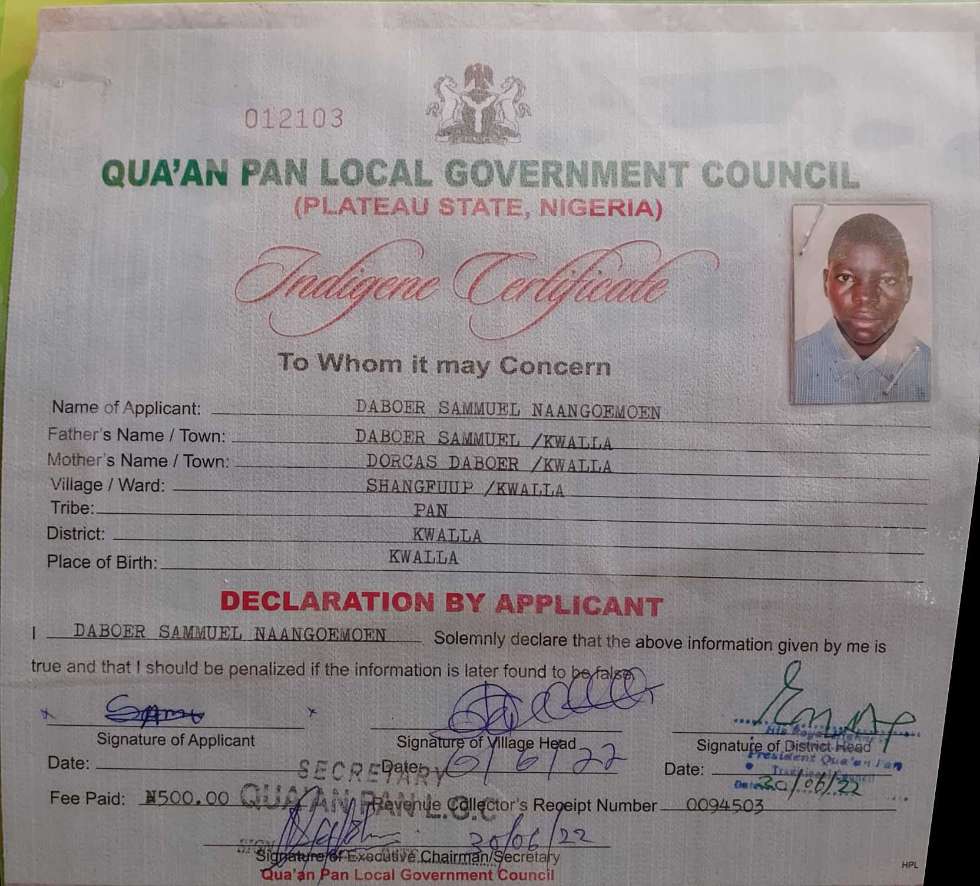 012103
QUA'AN PAN LOCAL GOVERNMENT COUNCIL
(PLATEAU STATE, NIGERIA)
Indigene Certificate
To Whom it may Concern
Name of Applicant: DABOER SAMMUEL NAANGOEMOEN
Father's Name / Town: DABOER SAMMUEL /KWALLA
Mother's Name / Town: DORCAS DABOER /KWALLA
Village / Ward: SHANGFUUP /KWALLA
Tribe: PAN
District: KWALLA
Place of Birth: KWALLA
DECLARATION BY APPLICANT
I DABOER SAMMUEL NAANGOEMOEN Solemnly declare that the above information given by me is
true and that I should be penalized if the information is later found to be false
Signature of Applicant Signature of Village Head Signature of District Head
His Royal
President Qua'an Pan
Date: Date: /6/22 Date: 30/06/22
SECRETARY
QUA'AN PAN L.G.C
Fee Paid: ₦500.00 Revenue Collector's Receipt Number 0094503
30/06/22
Signature of Executive Chairman/Secretary
Qua'an Pan Local Government Council
HPL